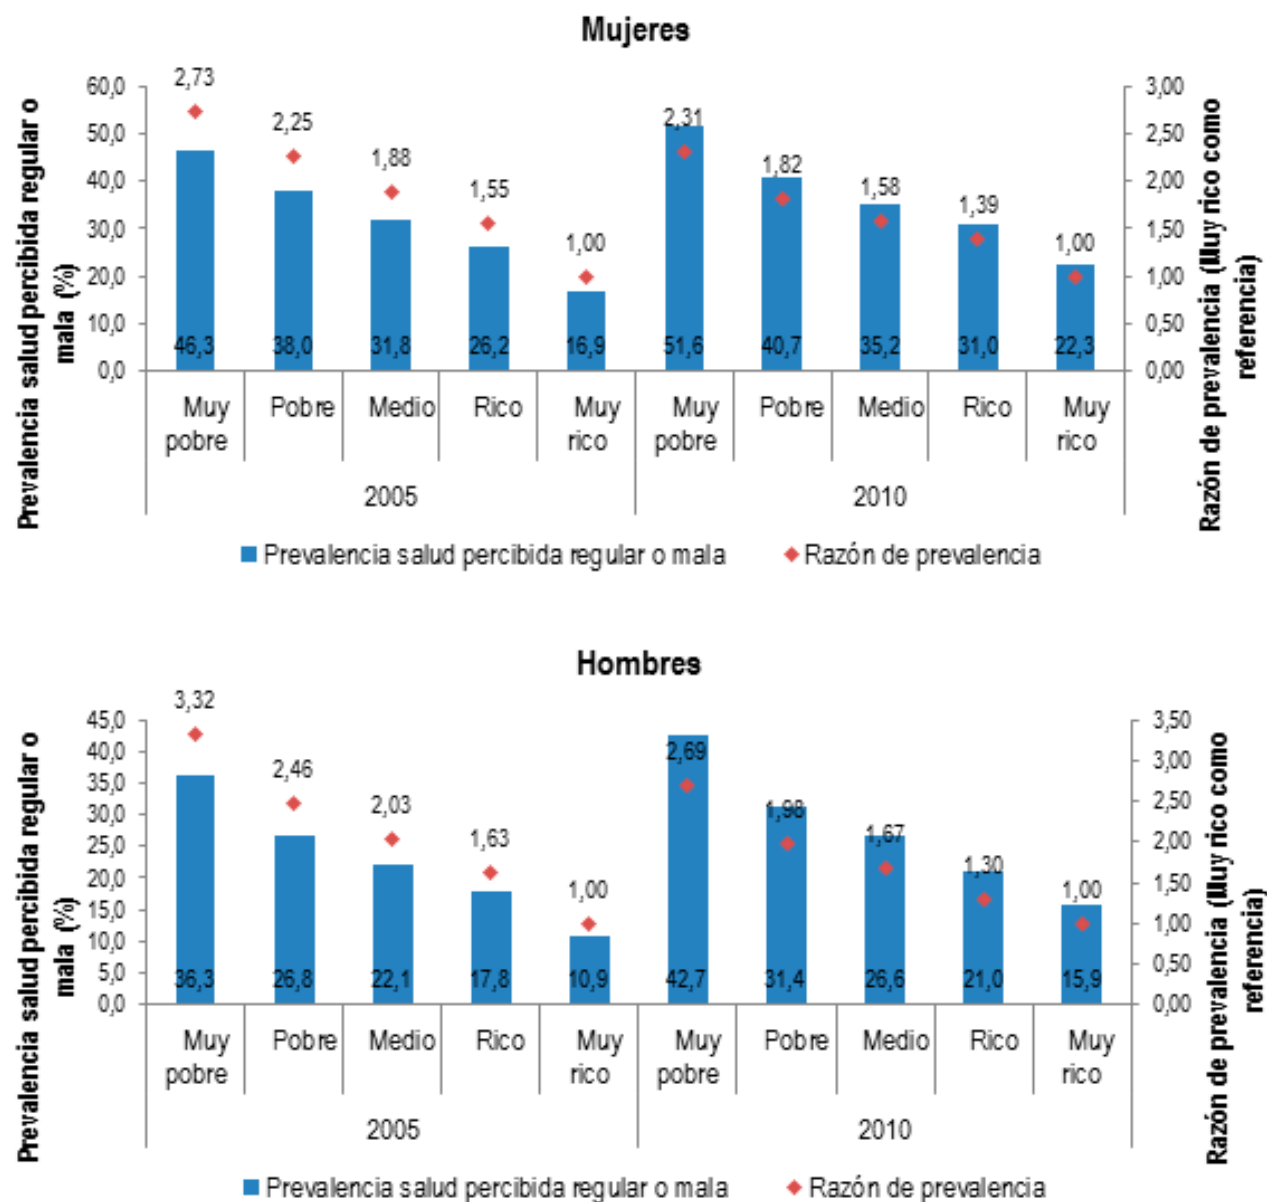 Mujeres
Prevalencia salud percibida regular o
mala (%)
60,0
50,0
40,0
30,0
20,0
10,0
0,0
2,73
2,25
1,88
1,55
1,00
2,31
1,82
1,58
1,39
1,00
46,3
38,0
31,8
26,2
16,9
51,6
40,7
35,2
31,0
22,3
3,00
2,50
2,00
1,50
1,00
0,50
0,00
Razón de prevalencia (Muy rico como
referencia)
Muy
pobre
Pobre
Medio
Rico
Muy
rico
Muy
pobre
Pobre
Medio
Rico
Muy
rico
2005
2010
Prevalencia salud percibida regular o mala
Razón de prevalencia
Hombres
Prevalencia salud percibida regular o
mala (%)
45,0
40,0
35,0
30,0
25,0
20,0
15,0
10,0
5,0
0,0
3,32
2,46
2,03
1,63
1,00
2,69
1,98
1,67
1,30
1,00
36,3
26,8
22,1
17,8
10,9
42,7
31,4
26,6
21,0
15,9
3,50
3,00
2,50
2,00
1,50
1,00
0,50
0,00
Razón de prevalencia (Muy rico como
referencia)
Muy
pobre
Pobre
Medio
Rico
Muy
rico
Muy
pobre
Pobre
Medio
Rico
Muy
rico
2005
2010
Prevalencia salud percibida regular o mala
Razón de prevalencia